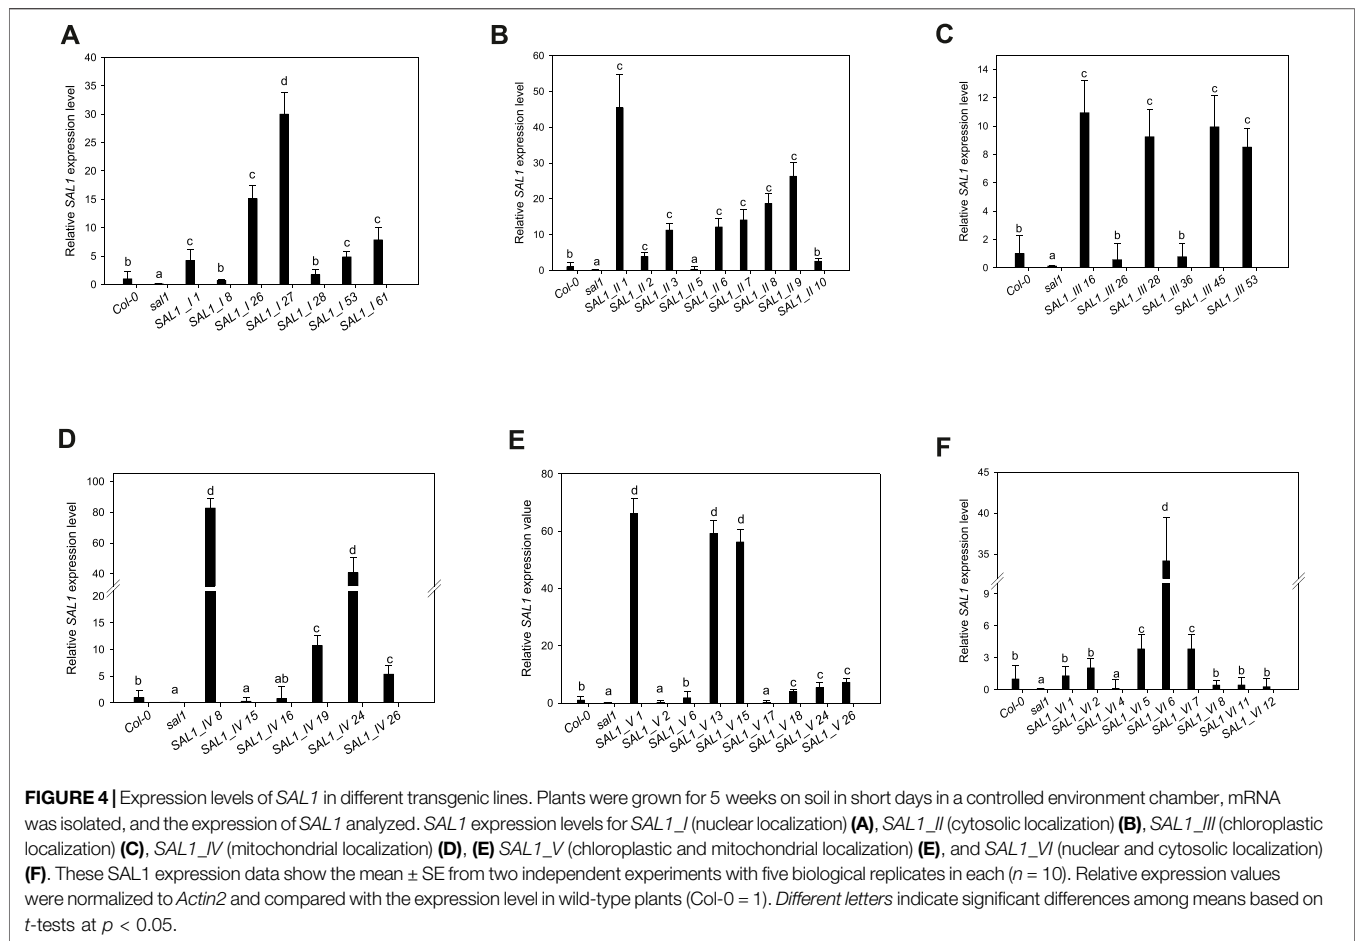 A
Relative SAL1 expression level
40
35
30
25
20
15
10
5
0
b
a
c
b
c
d
b
c
c
Col-0
sal1
SAL1_I 1
SAL1_I 8
SAL1_I 26
SAL1_I 27
SAL1_I 28
SAL1_I 53
SAL1_I 61
B
Relative SAL1 expression level
60
50
40
30
20
10
0
b
a
c
c
c
a
c
c
c
c
b
Col-0
sal1
SAL1_II 1
SAL1_II 2
SAL1_II 3
SAL1_II 5
SAL1_II 6
SAL1_II 7
SAL1_II 8
SAL1_II 9
SAL1_II 10
C
Relative SAL1 expression level
14
12
10
8
6
4
2
0
b
a
c
b
c
b
c
c
Col-0
sal1
SAL1_III 16
SAL1_III 26
SAL1_III 28
SAL1_III 36
SAL1_III 45
SAL1_III 53
D
Relative SAL1 expression level
100
80
60
40
20
15
10
5
0
b
a
d
a
ab
c
d
c
Col-0
sal1
SAL1_IV 8
SAL1_IV 15
SAL1_IV 16
SAL1_IV 19
SAL1_IV 24
SAL1_IV 26
E
Relative SAL1 expression value
80
60
40
20
0
b
a
d
a
b
d
d
a
c
c
c
Col-0
sal1
SAL1_V 1
SAL1_V 2
SAL1_V 6
SAL1_V 13
SAL1_V 15
SAL1_V 17
SAL1_V 18
SAL1_V 24
SAL1_V 26
F
Relative SAL1 expression level
45
40
35
9
6
3
0
b
a
b
b
a
c
d
c
b
b
b
Col-0
sal1
SAL1_VI 1
SAL1_VI 2
SAL1_VI 4
SAL1_VI 5
SAL1_VI 6
SAL1_VI 7
SAL1_VI 8
SAL1_VI 11
SAL1_VI 12
FIGURE 4 | Expression levels of SAL1 in different transgenic lines. Plants were grown for 5 weeks on soil in short days in a controlled environment chamber, mRNA
was isolated, and the expression of SAL1 analyzed. SAL1 expression levels for SAL1_I (nuclear localization) (A), SAL1_II (cytosolic localization) (B), SAL1_III (chloroplastic
localization) (C), SAL1_IV (mitochondrial localization) (D), (E) SAL1_V (chloroplastic and mitochondrial localization) (E), and SAL1_VI (nuclear and cytosolic localization)
(F). These SAL1 expression data show the mean ± SE from two independent experiments with five biological replicates in each (n = 10). Relative expression values
were normalized to Actin2 and compared with the expression level in wild-type plants (Col-0 = 1). Different letters indicate significant differences among means based on
t-tests at p < 0.05.